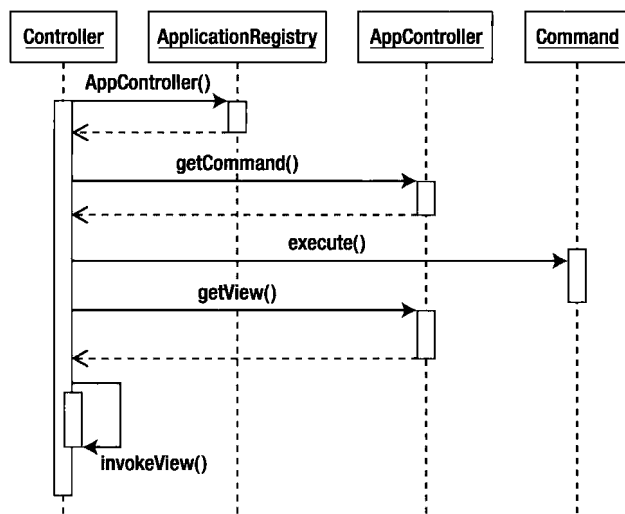 Controller
ApplicationRegistry
AppController
Command
AppController()
getCommand()
execute()
getView()
invokeView()